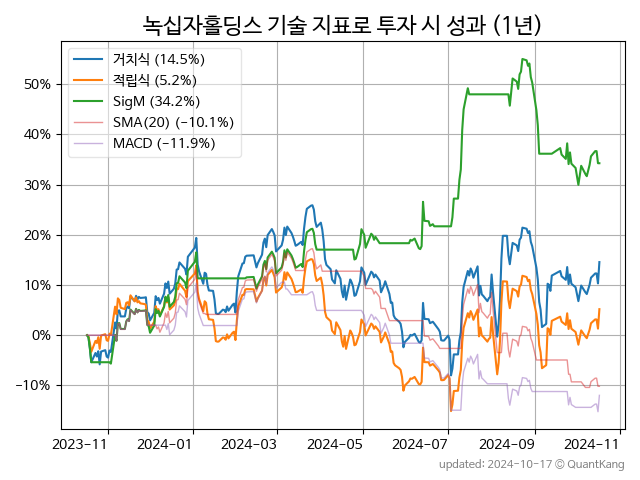 녹십자홀딩스 기술 지표로 투자 시 성과 (1년)
거치식 (14.5%)
적립식 (5.2%)
SigM (34.2%)
SMA(20) (−10.1%)
MACD (−11.9%)
50%
40%
30%
20%
10%
0%
−10%
2023-11 2024-01 2024-03 2024-05 2024-07 2024-09 2024-11
updated: 2024-10-17 © QuantKang